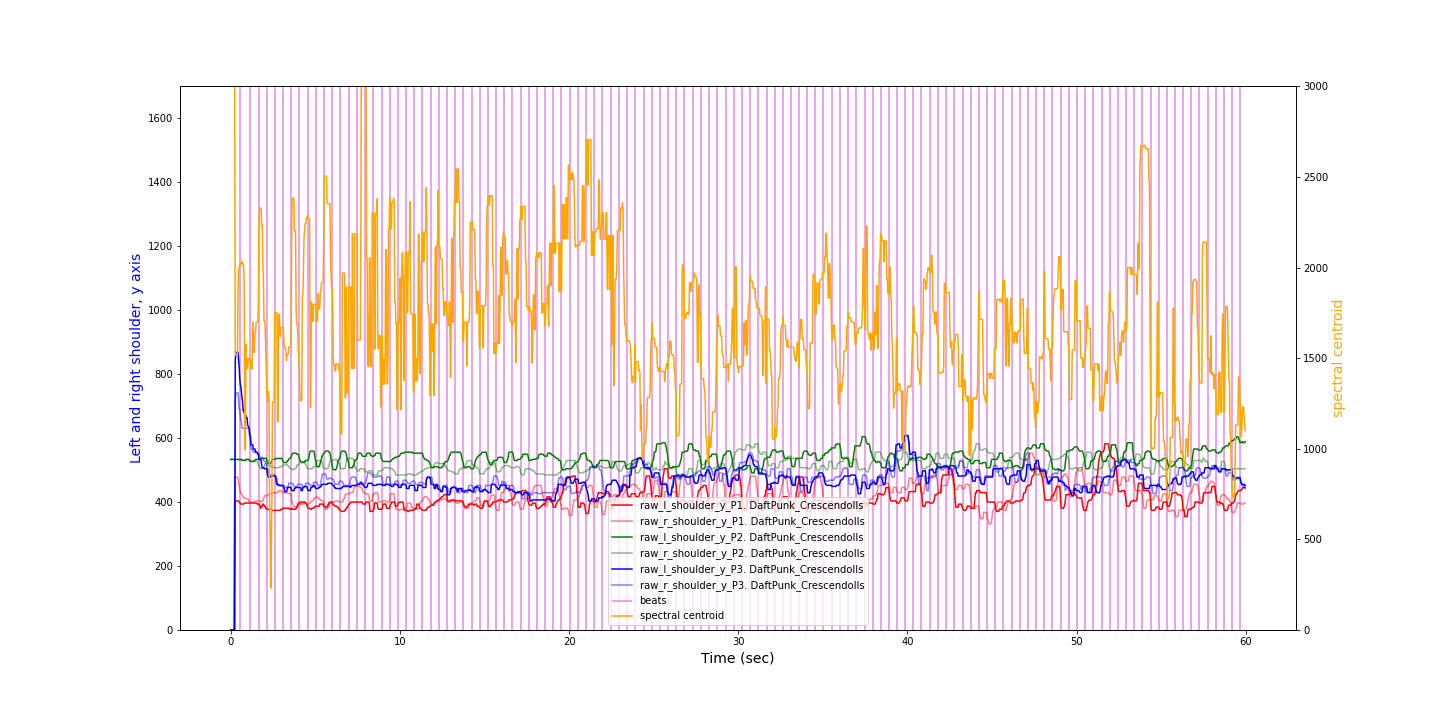 1600
1400
1200
1000
800
600
400
200
0
Left and right shoulder, y axis
3000
2500
2000
1500
1000
500
0
spectral centroid
raw_l_shoulder_y_P1. DaftPunk_Crescendolls
raw_r_shoulder_y_P1. DaftPunk_Crescendolls
raw_l_shoulder_y_P2. DaftPunk_Crescendolls
raw_r_shoulder_y_P2. DaftPunk_Crescendolls
raw_l_shoulder_y_P3. DaftPunk_Crescendolls
raw_r_shoulder_y_P3. DaftPunk_Crescendolls
beats
spectral centroid
0 10 20 30 40 50 60
Time (sec)